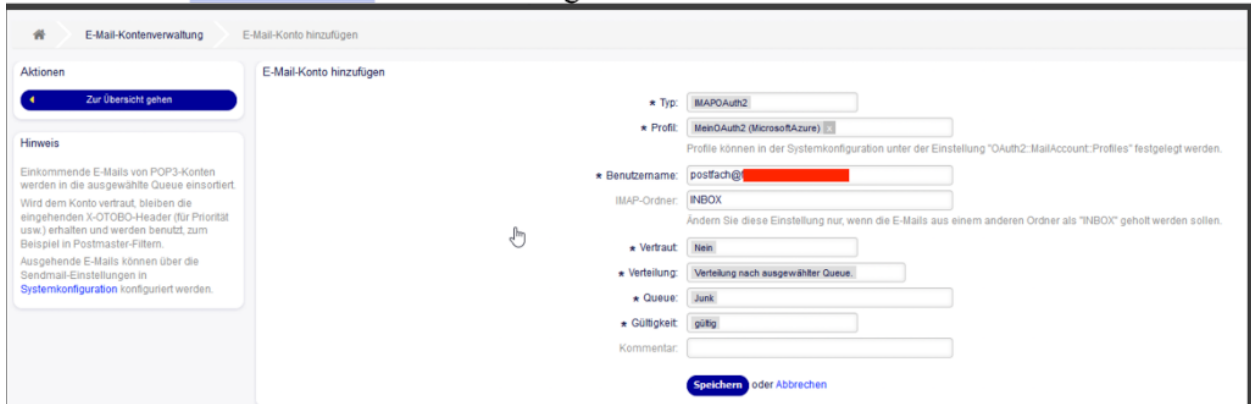 E-Mail-Kontenverwaltung E-Mail-Konto hinzufügen
Aktionen
Zur Übersicht gehen
Hinweis
Einkommende E-Mails von POP3-Konten
werden in die ausgewählte Queue einsortiert.
Wird dem Konto vertraut, bleiben die
eingehenden X-OTOBO-Header (für Priorität
usw.) erhalten und werden benutzt, zum
Beispiel in Postmaster-Filtern.
Ausgehende E-Mails können über die
Sendmail-Einstellungen in
Systemkonfiguration konfiguriert werden.
E-Mail-Konto hinzufügen
★ Typ: IMAPOAuth2
★ Profil: MeinOAuth2 (MicrosoftAzure) x
Profile können in der Systemkonfiguration unter der Einstellung "OAuth2::MailAccount::Profiles" festgelegt werden.
★ Benutzername: postfach@
IMAP-Ordner: INBOX
Ändern Sie diese Einstellung nur, wenn die E-Mails aus einem anderen Ordner als "INBOX" geholt werden sollen.
★ Vertraut: Nein
★ Verteilung: Verteilung nach ausgewählter Queue.
★ Queue: Junk
★ Gültigkeit: gültig
Kommentar:
Speichern oder Abbrechen